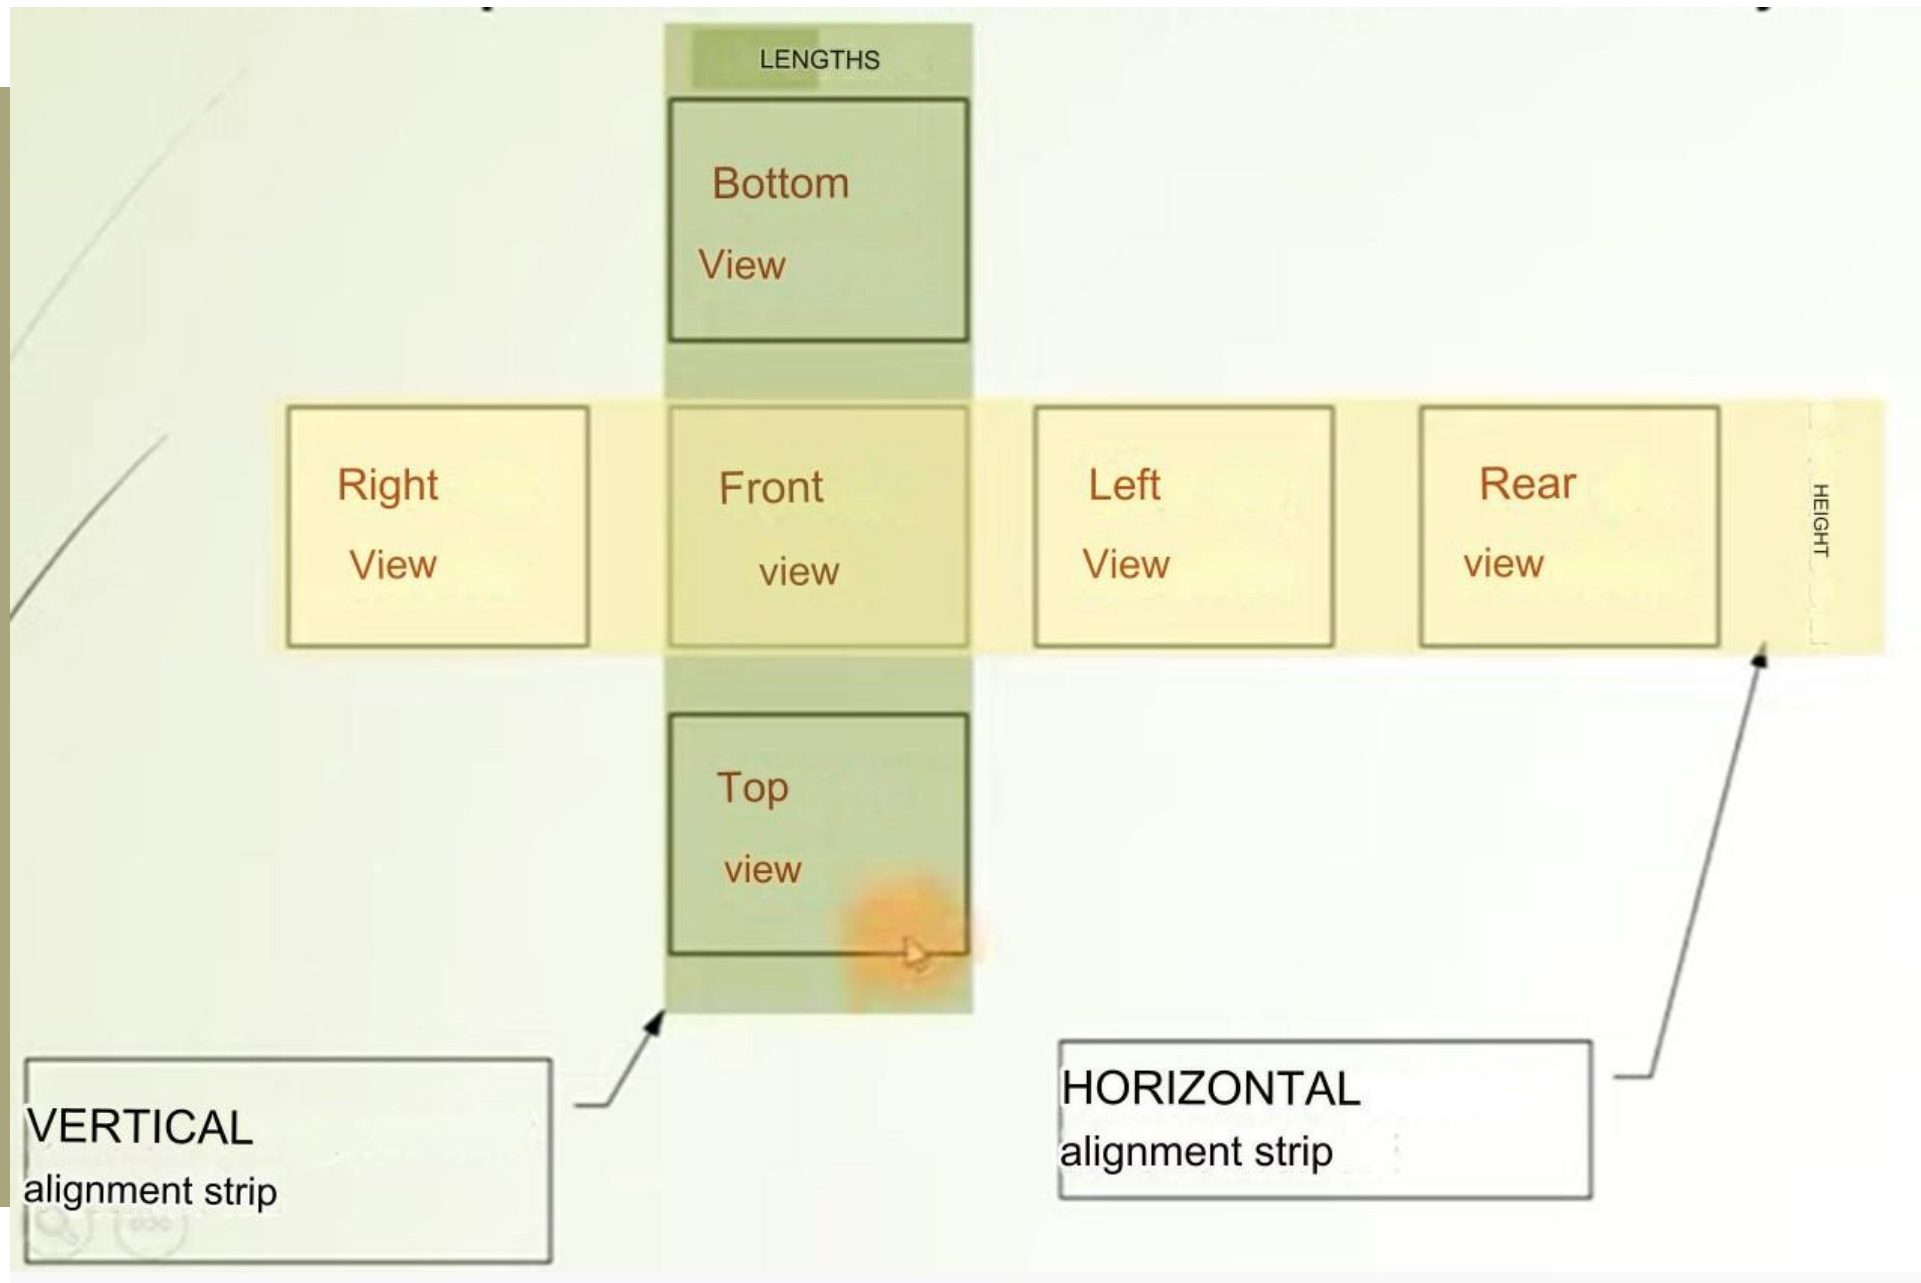 LENGTHS
Bottom
View
Right
View
Front
view
Left
View
Rear
view
HEIGHT
Top
view
VERTICAL
alignment strip
HORIZONTAL
alignment strip